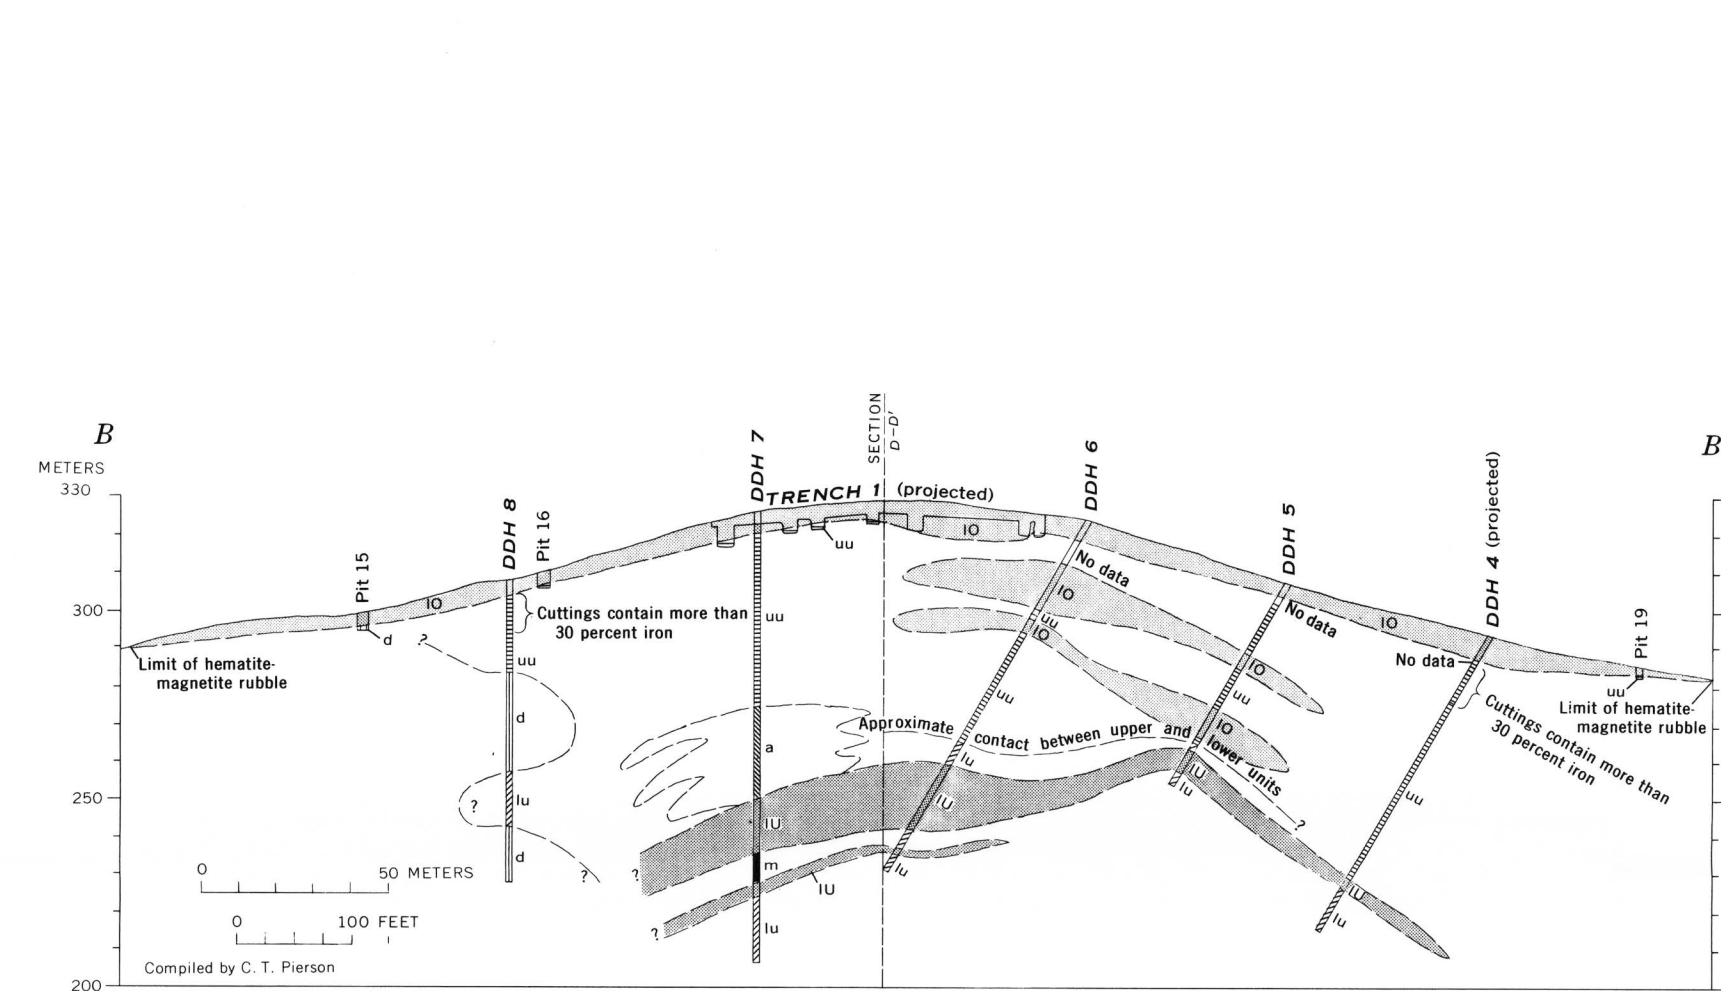 B
B
METERS
330
300
250
200
Pit 15
DDH 8
Pit 16
DDH 7
TRENCH 1 (projected)
SECTION
D-D'
DDH 6
DDH 5
DDH 4 (projected)
Pit 19
IO
d
?
Limit of hematite-
magnetite rubble
Cuttings contain more than
30 percent iron
uu
d
lu
?
d
?
uu
uu
a
IU
m
lu
?
?
IU
IO
No data
IO
uu
IO
uu
Approximate contact between upper and lower units
lu
IU
lu
No data
IO
uu
IO
IU
lu
?
IO
No data
Cuttings contain more than
30 percent iron
uu
IU
lu
uu
Limit of hematite-
magnetite rubble
0 50 METERS
0 100 FEET
Compiled by C. T. Pierson